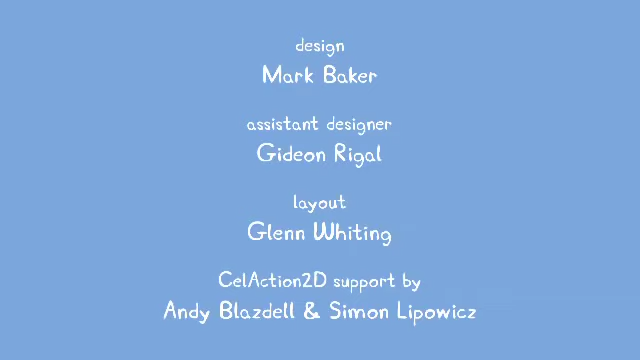 design
Mark Baker
assistant designer
Gideon Rigal
layout
Glenn Whiting
CelAction2D support by
Andy Blazdell & Simon Lipowicz